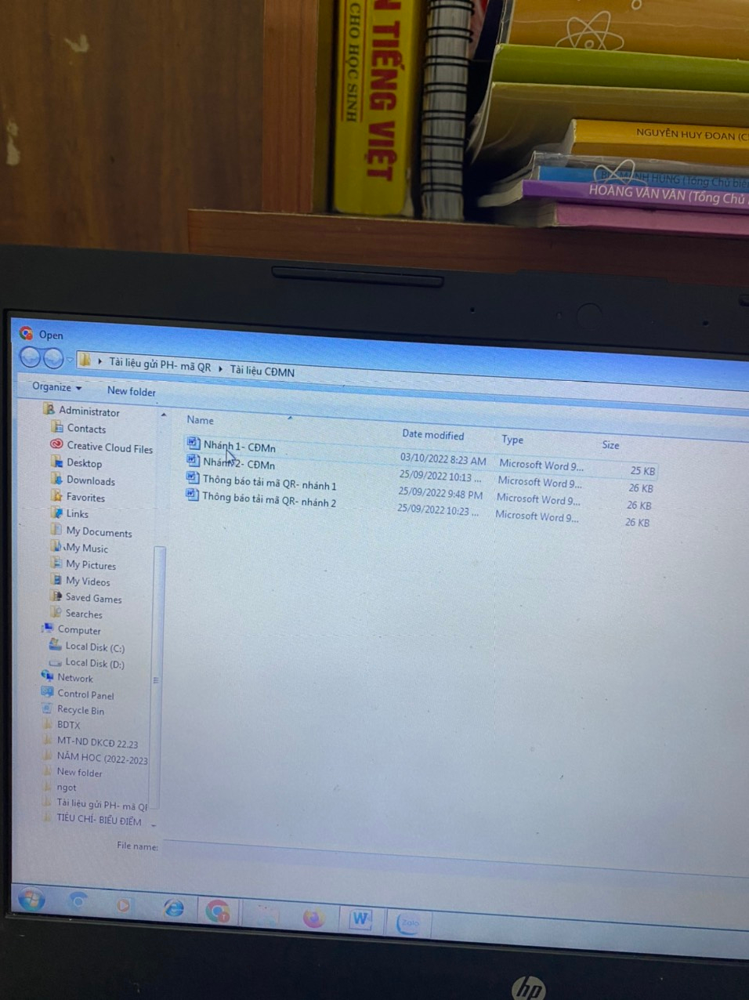 N TIẾNG VIỆT
CHO HỌC SINH
NGUYỄN HUY ĐOAN (C
MINH HÙNG (Tổng Chủ biê
HOÀNG VĂN VÂN (Tổng Chủ
Open
Tài liệu gửi PH- mã QR
Tài liệu CĐMN
Organize
New folder
Name
Date modified
Type
Size
Nhánh 1- CĐMn
03/10/2022 8:23 AM
Microsoft Word 9...
25 KB
Nhánh 2- CĐMn
25/09/2022 10:13 ...
Microsoft Word 9...
26 KB
Thông báo tải mã QR- nhánh 1
25/09/2022 9:48 PM
Microsoft Word 9...
26 KB
Thông báo tải mã QR- nhánh 2
25/09/2022 10:23 ...
Microsoft Word 9...
26 KB
Administrator
Contacts
Creative Cloud Files
Desktop
Downloads
Favorites
Links
My Documents
My Music
My Pictures
My Videos
Saved Games
Searches
Computer
Local Disk (C:)
Local Disk (D:)
Network
Control Panel
Recycle Bin
BDTX
MT-ND DKCĐ 22.23
NĂM HỌC (2022-2023
New folder
ngot
Tài liệu gửi PH- mã QR
TIÊU CHÍ- BIỂU ĐIỂM
File name:
W
Zalo
hp